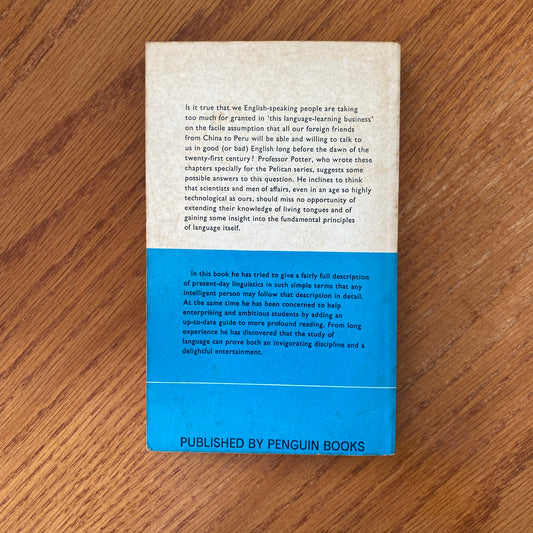 Is it true that we English-speaking people are taking
too much for granted in 'this language-learning business'
on the facile assumption that all our foreign friends
from China to Peru will be able and willing to talk to
us in good (or bad) English long before the dawn of the
twenty-first century? Professor Potter, who wrote these
chapters specially for the Pelican series, suggests some
possible answers to this question. He inclines to think
that scientists and men of affairs, even in an age so highly
technological as ours, should miss no opportunity of
extending their knowledge of living tongues and of
gaining some insight into the fundamental principles
of language itself.
In this book he has tried to give a fairly full description
of present-day linguistics in such simple terms that any
intelligent person may follow that description in detail.
At the same time he has been concerned to help
enterprising and ambitious students by adding an
up-to-date guide to more profound reading. From long
experience he has discovered that the study of
language can prove both an invigorating discipline and a
delightful entertainment.
PUBLISHED BY PENGUIN BOOKS